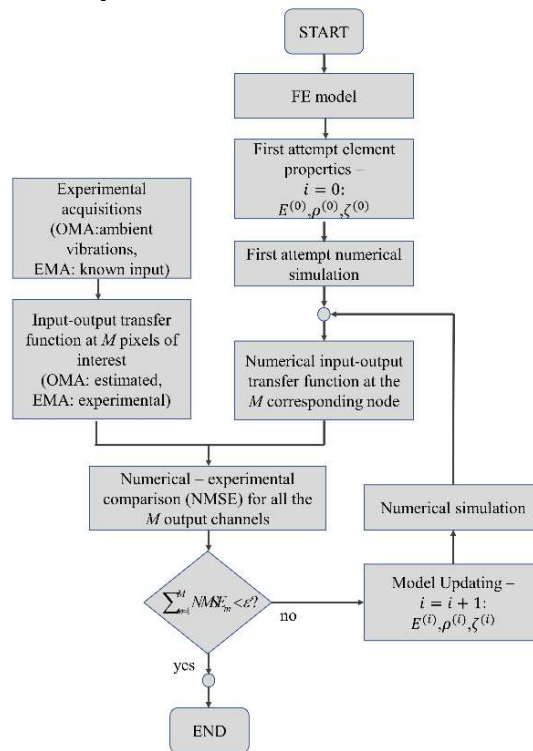 START
FE model
First attempt element
properties –
i = 0:
E⁽⁰⁾,ρ⁽⁰⁾,ζ⁽⁰⁾
Experimental
acquisitions
(OMA:ambient
vibrations,
EMA: known input)
First attempt numerical
simulation
Input-output transfer
function at M pixels of
interest
(OMA: estimated,
EMA: experimental)
Numerical input-output
transfer function at the
M corresponding node
Numerical – experimental
comparison (NMSE) for all the
M output channels
Numerical simulation
Model Updating –
i = i + 1:
E⁽ⁱ⁾,ρ⁽ⁱ⁾,ζ⁽ⁱ⁾
no
yes
END